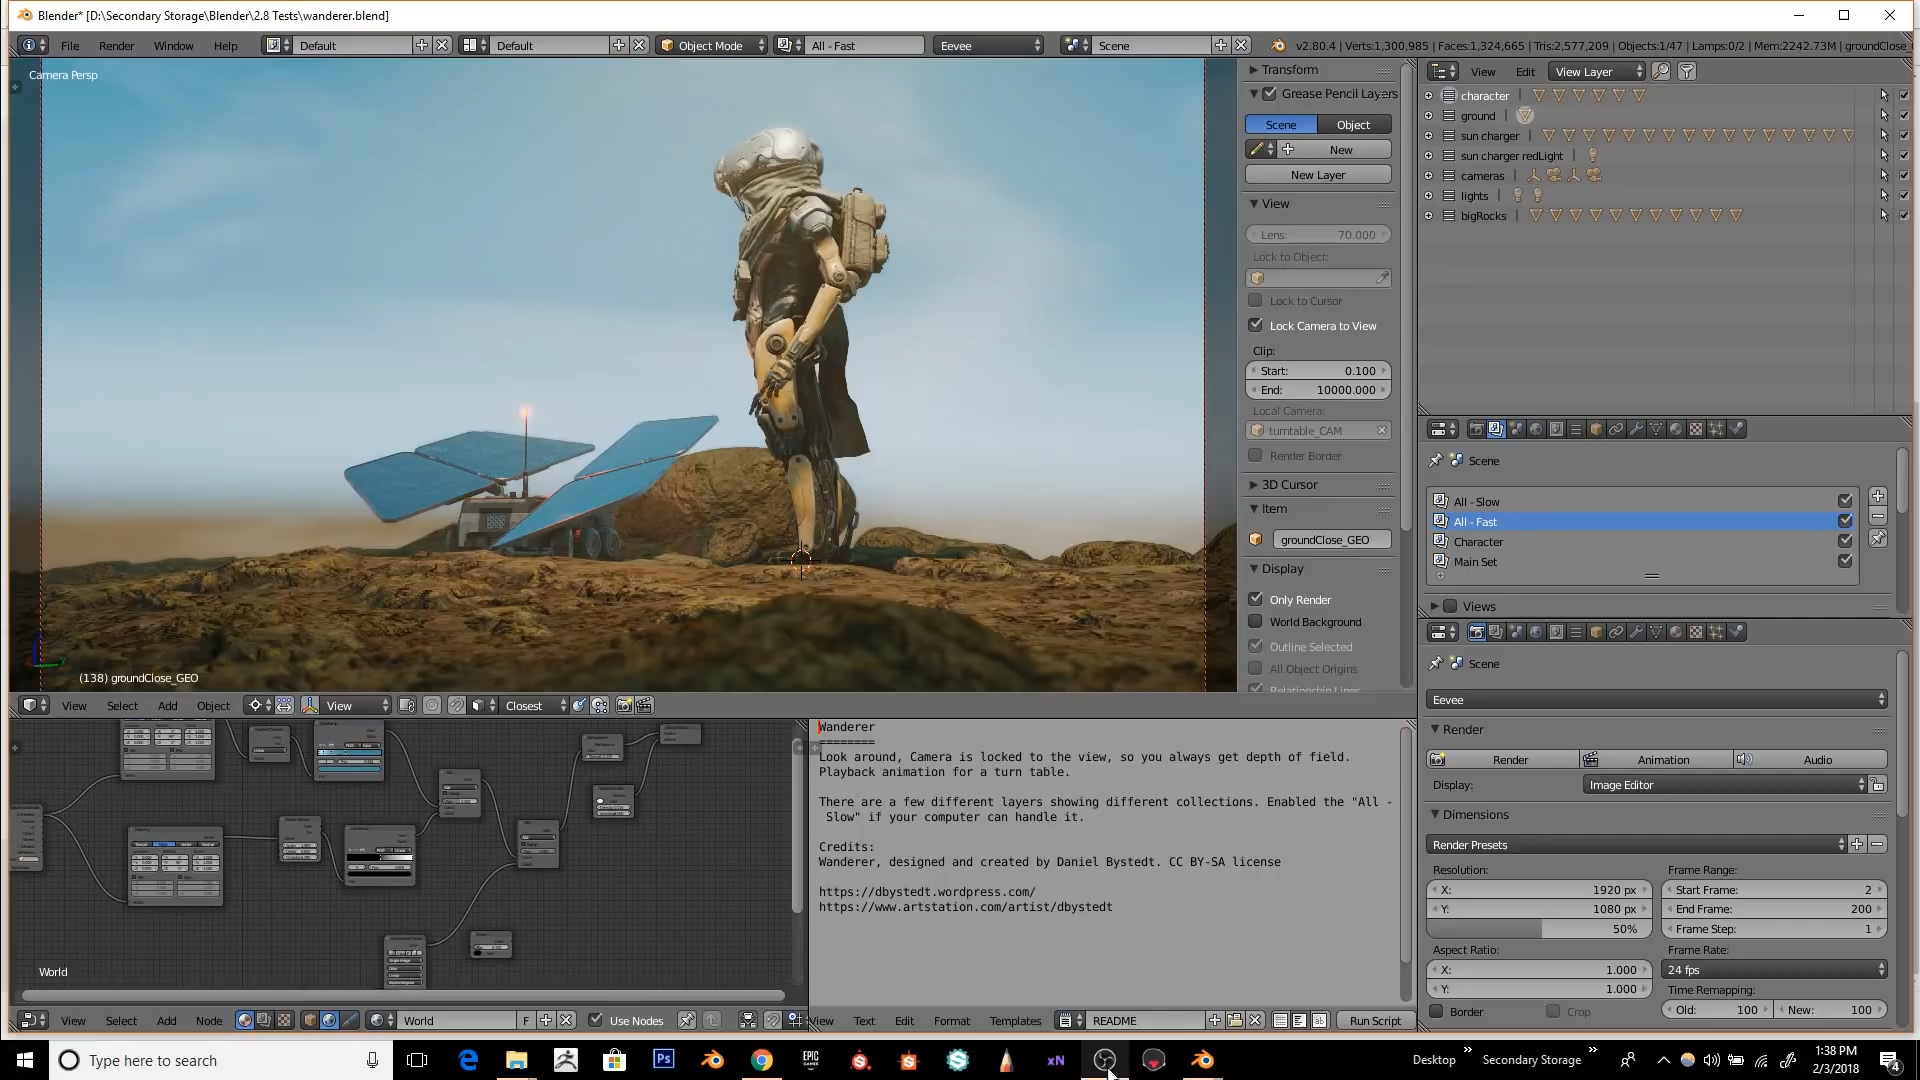 Blender* [D:\Secondary Storage\Blender\2.8 Tests\wanderer.blend]
File Render Window Help Default Default Object Mode All - Fast Eevee Scene v2.80.4 | Verts:1,300,985 | Faces:1,324,665 | Tris:2,577,209 | Objects:1/47 | Lamps:0/2 | Mem:2242.73M | groundClose_
Camera Persp
(138) groundClose_GEO
Transform
Grease Pencil Layers
Scene Object
New
New Layer
View
Lens: 70.000
Lock to Object:
Lock to Cursor
Lock Camera to View
Clip:
Start: 0.100
End: 10000.000
Local Camera:
turntable_CAM
Render Border
3D Cursor
Item
groundClose_GEO
Display
Only Render
World Background
Outline Selected
All Object Origins
Relationship Lines
View Edit View Layer
character
ground
sun charger
sun charger redLight
cameras
lights
bigRocks
Scene
All - Slow
All - Fast
Character
Main Set
Views
Scene
Eevee
Render
Render Animation Audio
Display: Image Editor
Dimensions
Render Presets
Resolution: Frame Range:
X: 1920 px Start Frame: 2
Y: 1080 px End Frame: 200
50% Frame Step: 1
Aspect Ratio: Frame Rate:
X: 1.000 24 fps
Y: 1.000 Time Remapping:
Border Crop Old: 100 New: 100
View Select Add Object View Closest
World
View Select Add Node World F Use Nodes
Wanderer
========
Look around, Camera is locked to the view, so you always get depth of field.
Playback animation for a turn table.
There are a few different layers showing different collections. Enabled the "All -
Slow" if your computer can handle it.
Credits:
Wanderer, designed and created by Daniel Bystedt. CC BY-SA license
https://dbystedt.wordpress.com/
https://www.artstation.com/artist/dbystedt
View Text Edit Format Templates README Run Script
Type here to search Ps EPIC GAMES xN Desktop Secondary Storage 1:38 PM
2/3/2018 4